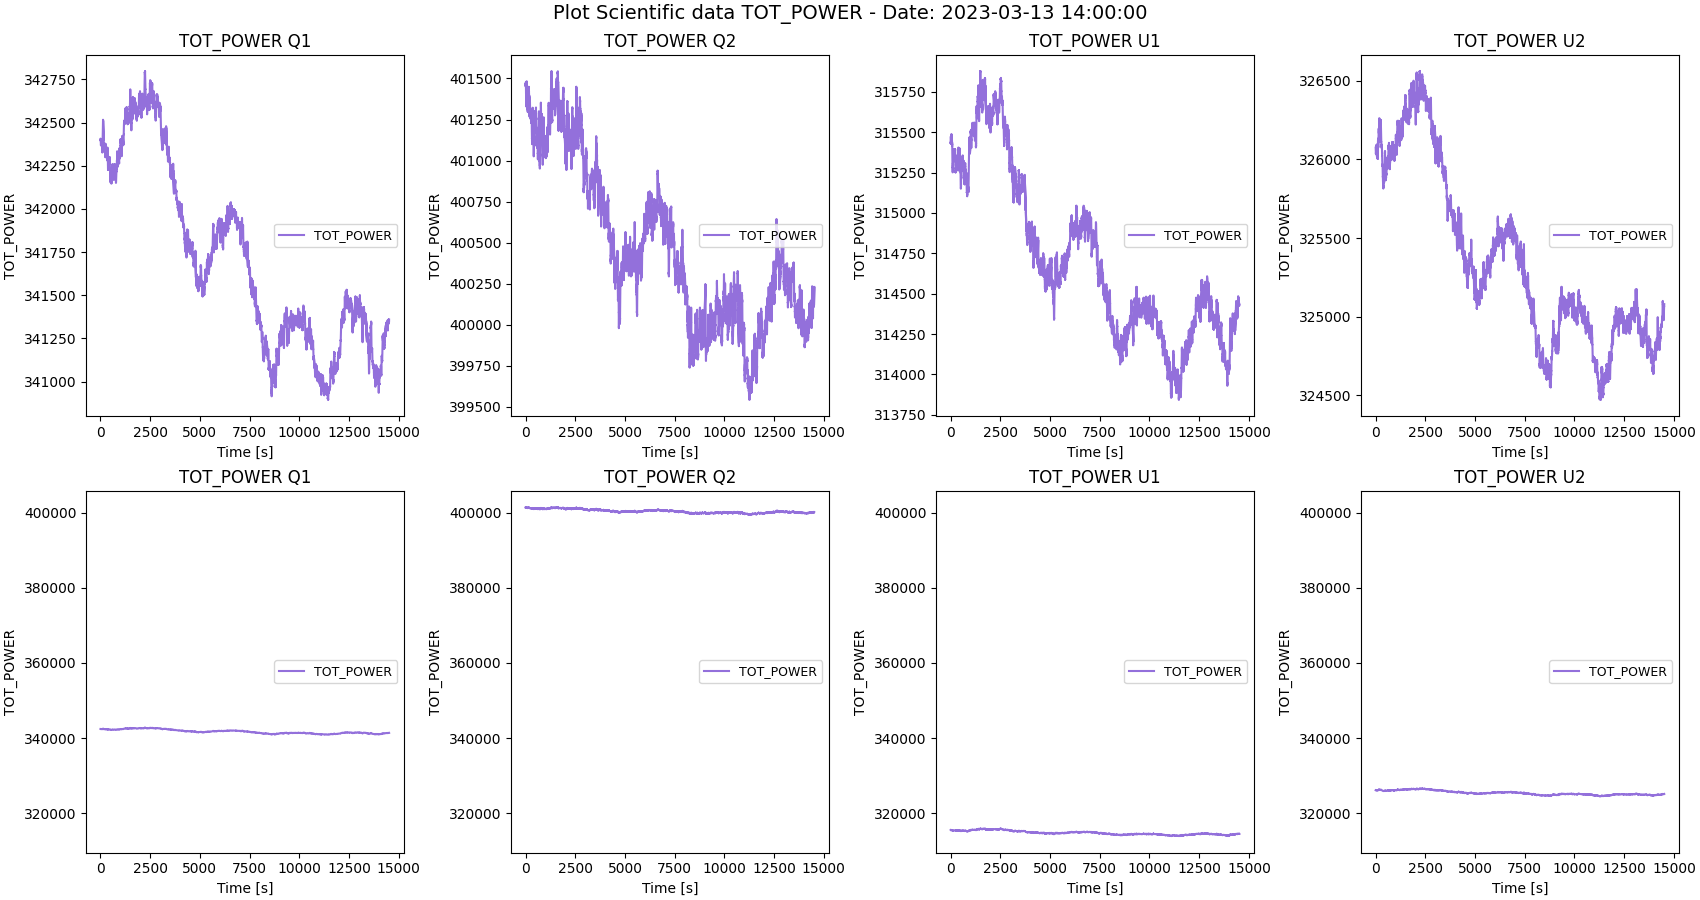 Plot Scientific data TOT_POWER - Date: 2023-03-13 14:00:00
TOT_POWER Q1
TOT_POWER
342750
342500
342250
342000
341750
341500
341250
341000
TOT_POWER
0 2500 5000 7500 10000 12500 15000
Time [s]
TOT_POWER Q2
TOT_POWER
401500
401250
401000
400750
400500
400250
400000
399750
399500
TOT_POWER
0 2500 5000 7500 10000 12500 15000
Time [s]
TOT_POWER U1
TOT_POWER
315750
315500
315250
315000
314750
314500
314250
314000
313750
TOT_POWER
0 2500 5000 7500 10000 12500 15000
Time [s]
TOT_POWER U2
TOT_POWER
326500
326000
325500
325000
324500
TOT_POWER
0 2500 5000 7500 10000 12500 15000
Time [s]
TOT_POWER Q1
TOT_POWER
400000
380000
360000
340000
320000
TOT_POWER
0 2500 5000 7500 10000 12500 15000
Time [s]
TOT_POWER Q2
TOT_POWER
400000
380000
360000
340000
320000
TOT_POWER
0 2500 5000 7500 10000 12500 15000
Time [s]
TOT_POWER U1
TOT_POWER
400000
380000
360000
340000
320000
TOT_POWER
0 2500 5000 7500 10000 12500 15000
Time [s]
TOT_POWER U2
TOT_POWER
400000
380000
360000
340000
320000
TOT_POWER
0 2500 5000 7500 10000 12500 15000
Time [s]